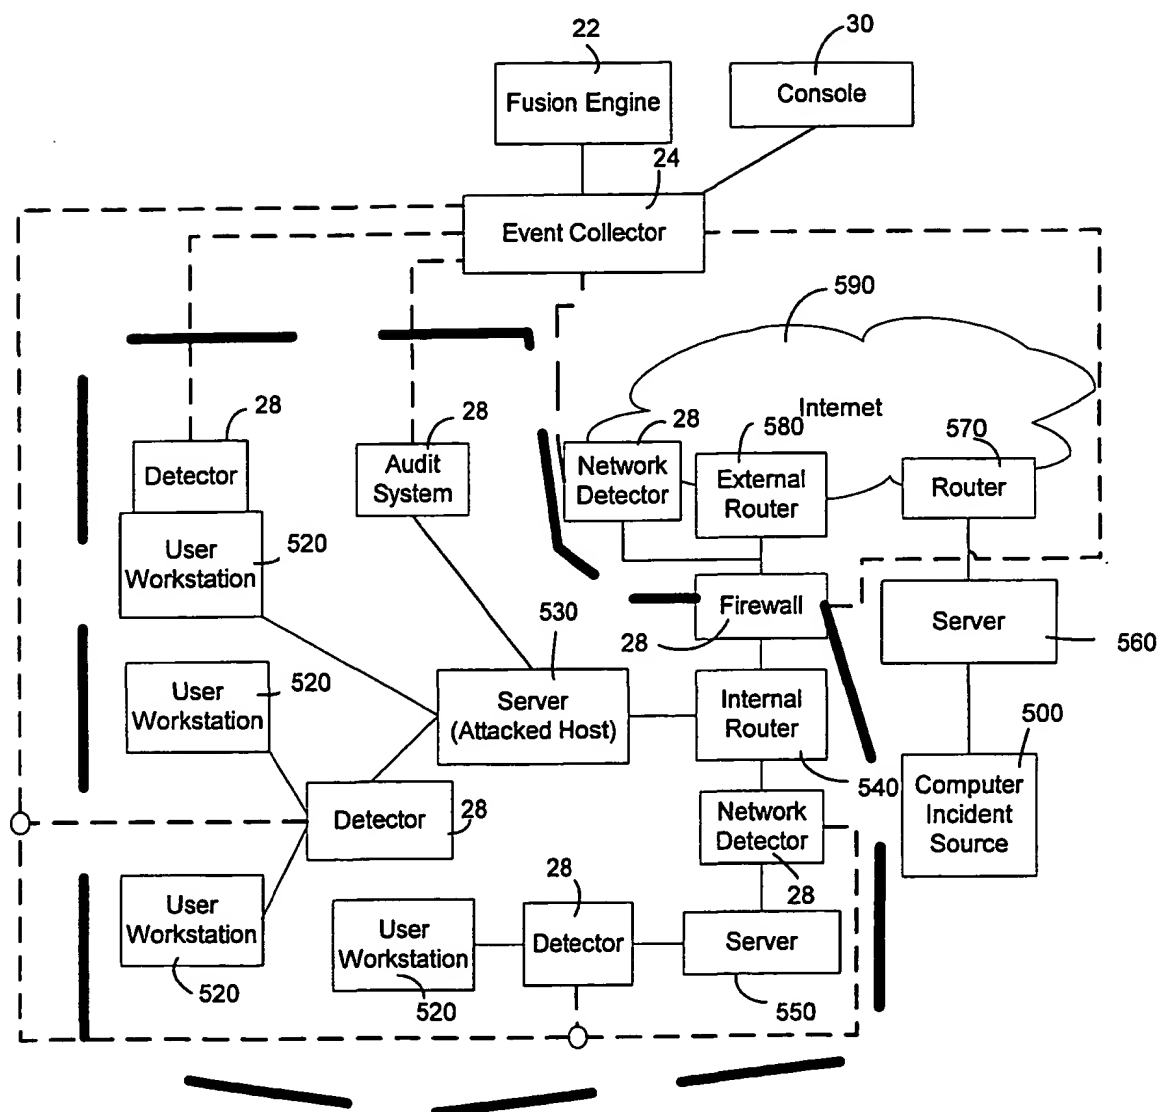 22
30
Fusion Engine
Console
24
Event Collector
590
Internet
28
28
28
580
570
Detector
Audit
System
Network
Detector
External
Router
Router
User
Workstation
520
530
Firewall
28
Server
560
User
Workstation
520
Server
(Attacked Host)
Internal
Router
540
500
Computer
Incident
Source
Detector
28
Network
Detector
28
User
Workstation
520
28
User
Workstation
520
Detector
Server
550